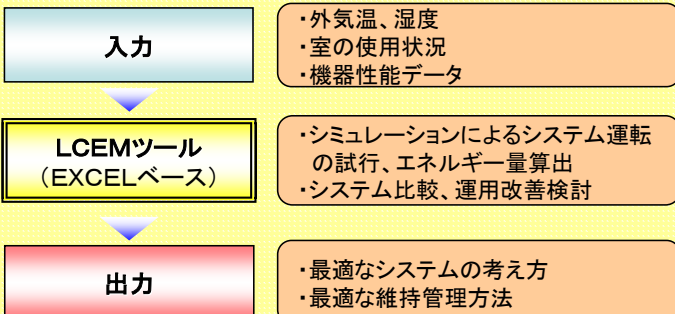 入力
・外気温、湿度
・室の使用状況
・機器性能データ
LCEMツール
（EXCELベース）
・シミュレーションによるシステム運転
の試行、エネルギー量算出
・システム比較、運用改善検討
出力
・最適なシステムの考え方
・最適な維持管理方法